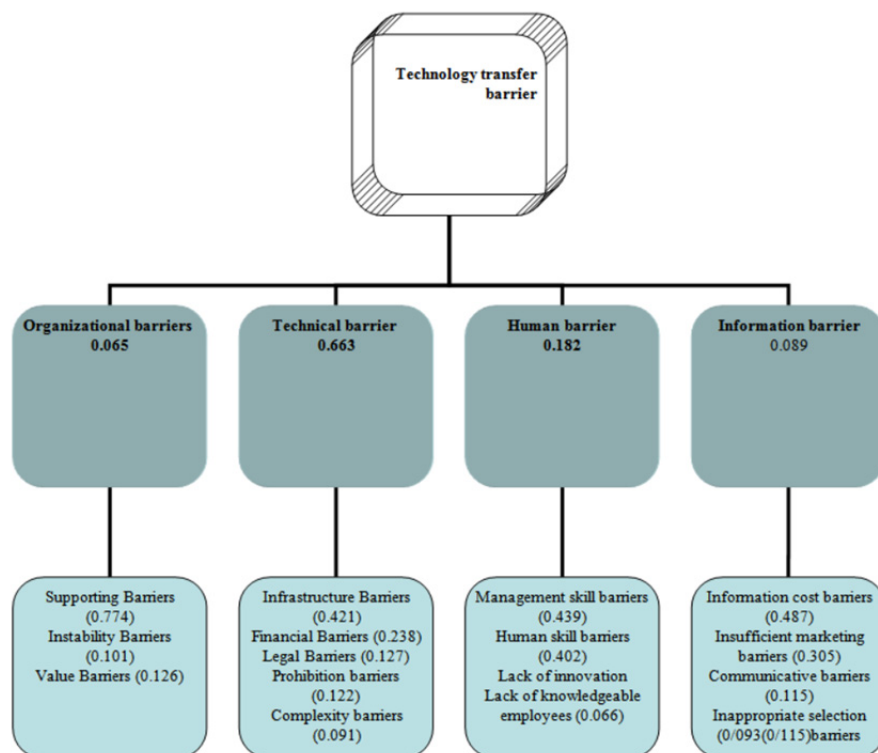 Technology transfer
barrier
Organizational barriers
0.065
Technical barrier
0.663
Human barrier
0.182
Information barrier
0.089
Supporting Barriers
(0.774)
Instability Barriers
(0.101)
Value Barriers (0.126)
Infrastructure Barriers
(0.421)
Financial Barriers (0.238)
Legal Barriers (0.127)
Prohibition barriers
(0.122)
Complexity barriers
(0.091)
Management skill barriers
(0.439)
Human skill barriers
(0.402)
Lack of innovation
Lack of knowledgeable
employees (0.066)
Information cost barriers
(0.487)
Insufficient marketing
barriers (0.305)
Communicative barriers
(0.115)
Inappropriate selection
(0/093(0/115)barriers